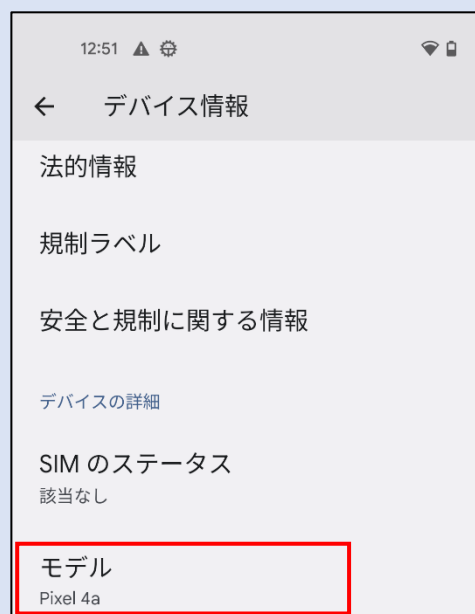 12:51
デバイス情報
法的情報
規制ラベル
安全と規制に関する情報
デバイスの詳細
SIM のステータス
該当なし
モデル
Pixel 4a